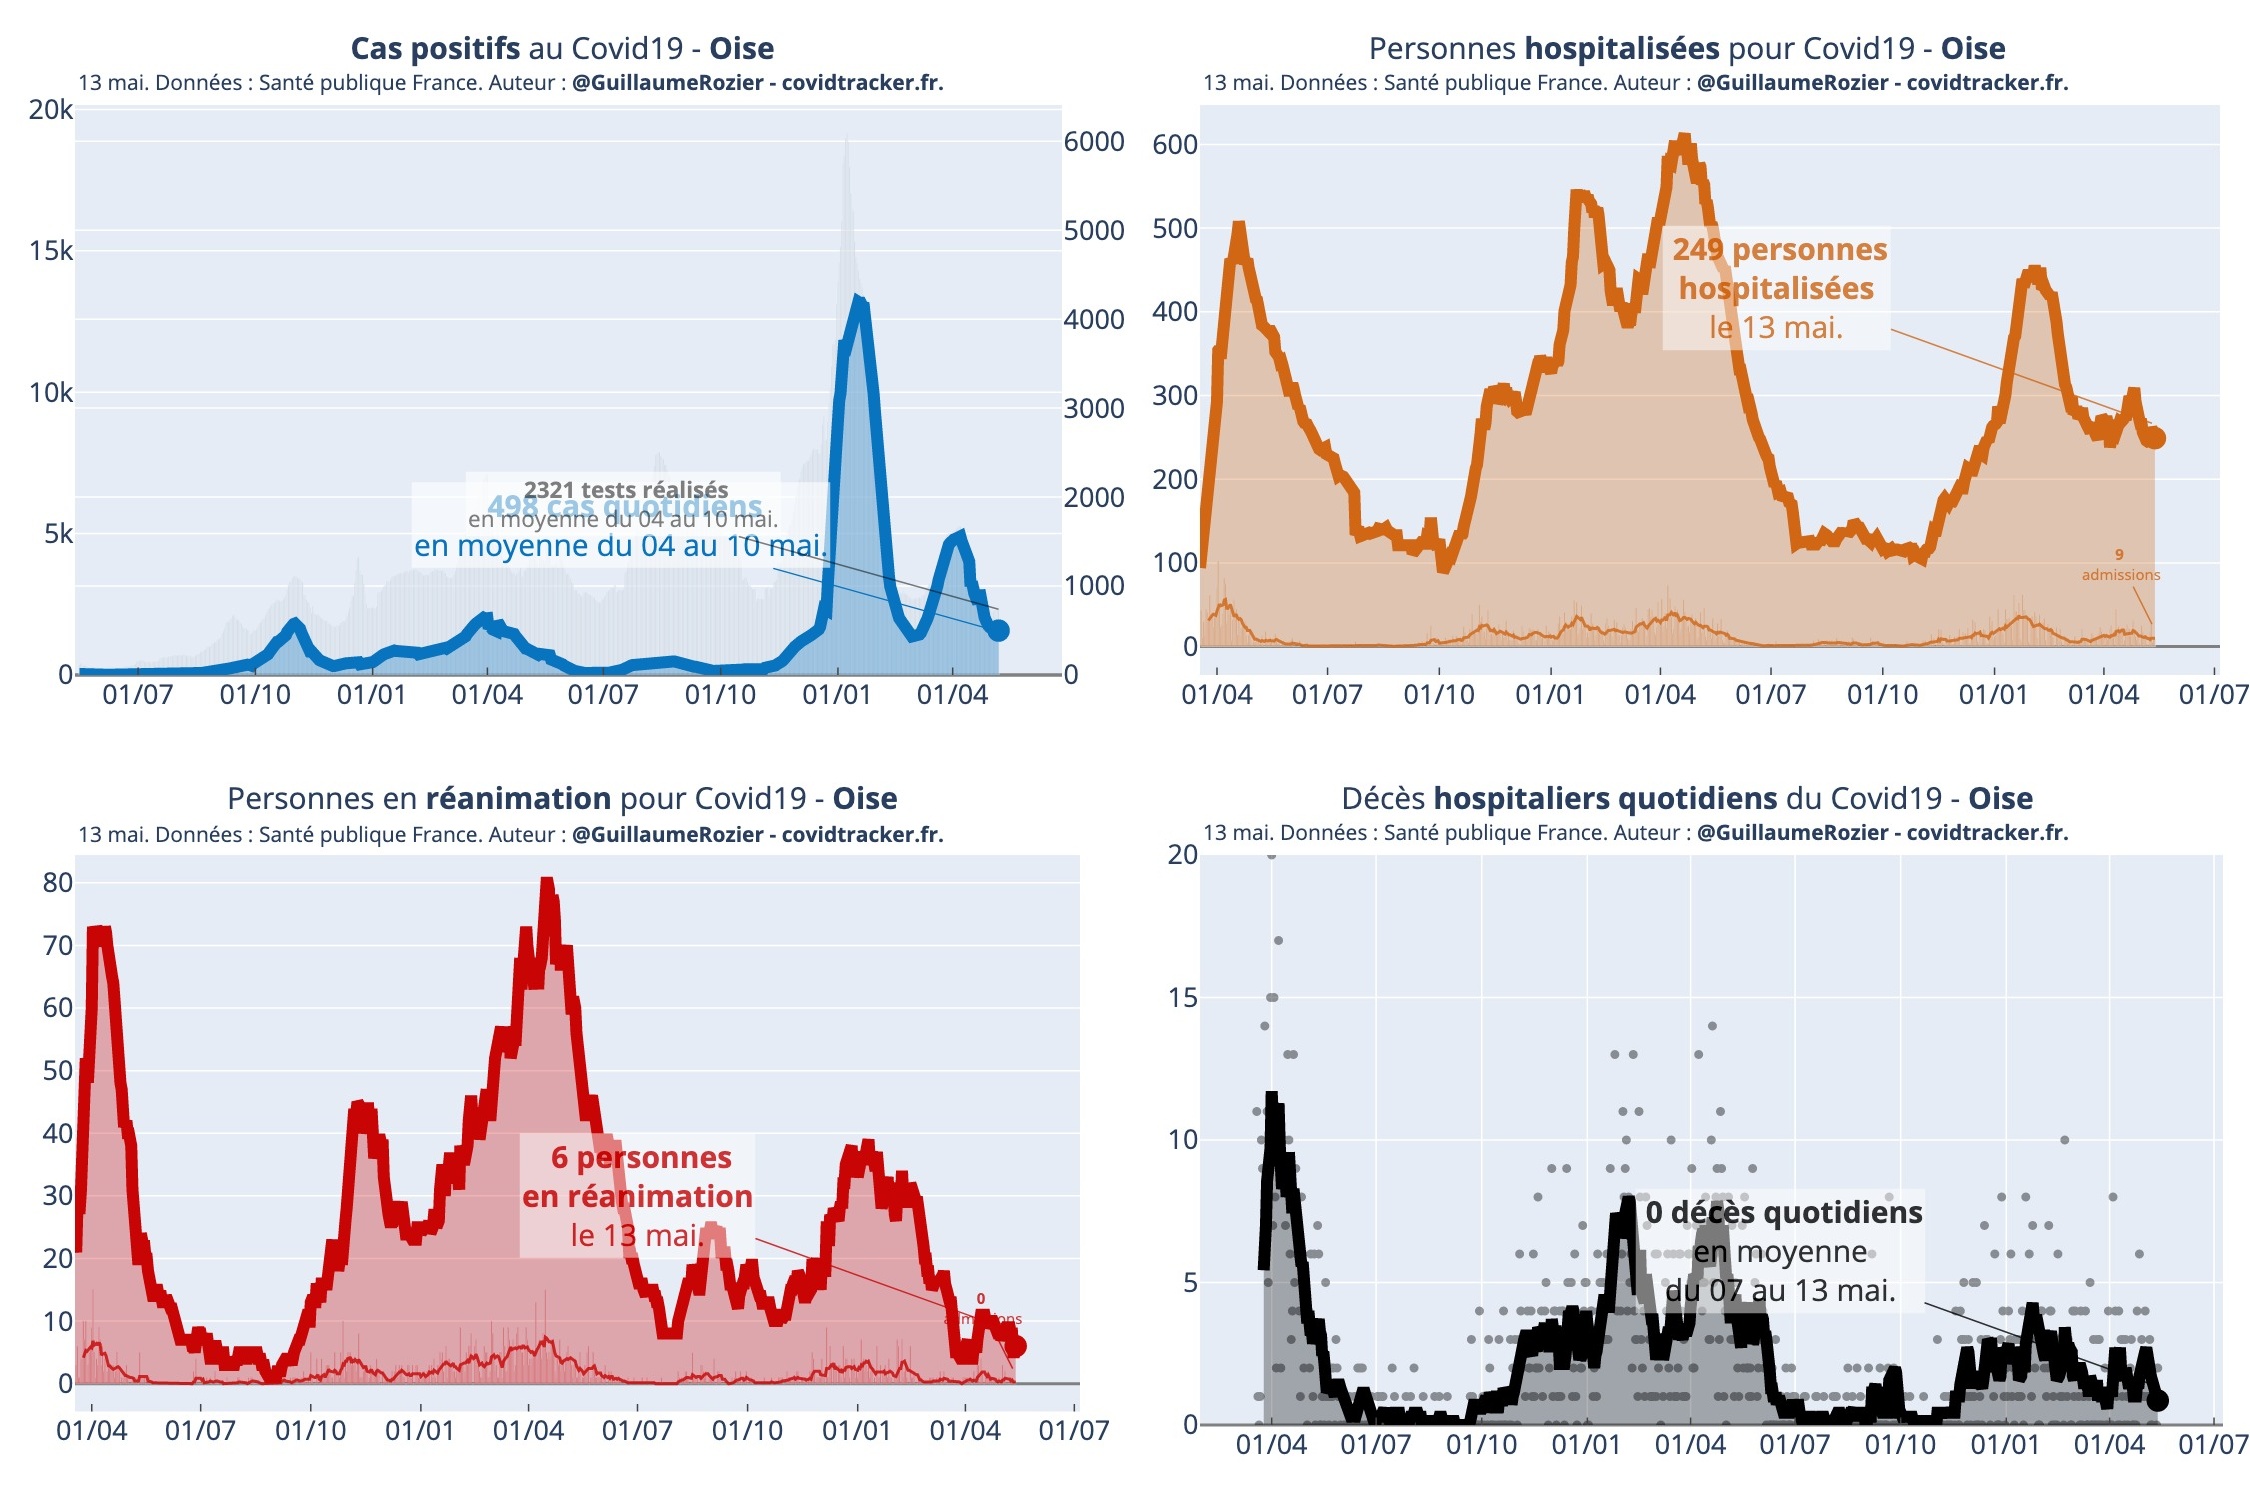 Cas positifs au Covid19 - Oise
13 mai. Données : Santé publique France. Auteur : @GuillaumeRozier - covidtracker.fr.
20k
15k
10k
5k
0
6000
5000
4000
3000
2000
1000
0
2321 tests réalisés
498 cas quotidiens
en moyenne du 04 au 10 mai.
en moyenne du 04 au 10 mai.
01/07 01/10 01/01 01/04 01/07 01/10 01/01 01/04
Personnes hospitalisées pour Covid19 - Oise
13 mai. Données : Santé publique France. Auteur : @GuillaumeRozier - covidtracker.fr.
600
500
400
300
200
100
0
249 personnes
hospitalisées
le 13 mai.
9
admissions
01/04 01/07 01/10 01/01 01/04 01/07 01/10 01/01 01/04 01/07
Personnes en réanimation pour Covid19 - Oise
13 mai. Données : Santé publique France. Auteur : @GuillaumeRozier - covidtracker.fr.
80
70
60
50
40
30
20
10
0
6 personnes
en réanimation
le 13 mai.
0
admissions
01/04 01/07 01/10 01/01 01/04 01/07 01/10 01/01 01/04 01/07
Décès hospitaliers quotidiens du Covid19 - Oise
13 mai. Données : Santé publique France. Auteur : @GuillaumeRozier - covidtracker.fr.
20
15
10
5
0
0 décès quotidiens
en moyenne
du 07 au 13 mai.
01/04 01/07 01/10 01/01 01/04 01/07 01/10 01/01 01/04 01/07